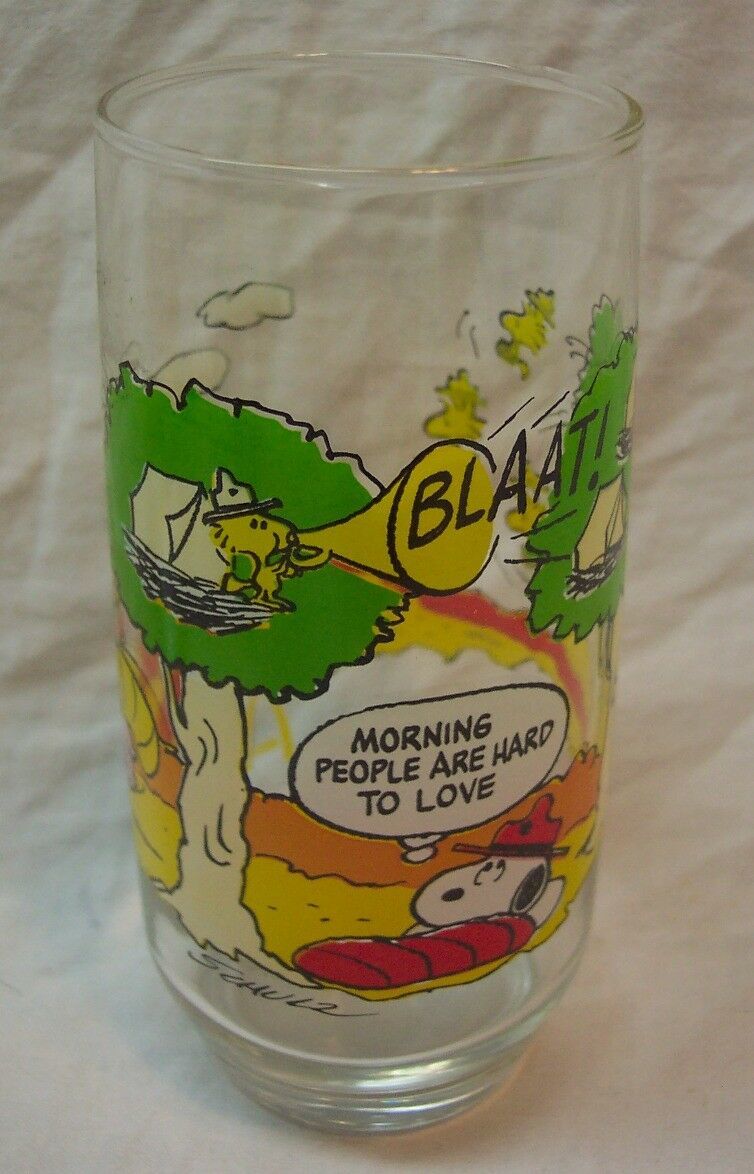 BLAAT!
MORNING
PEOPLE ARE HARD
TO LOVE
SCHULZ